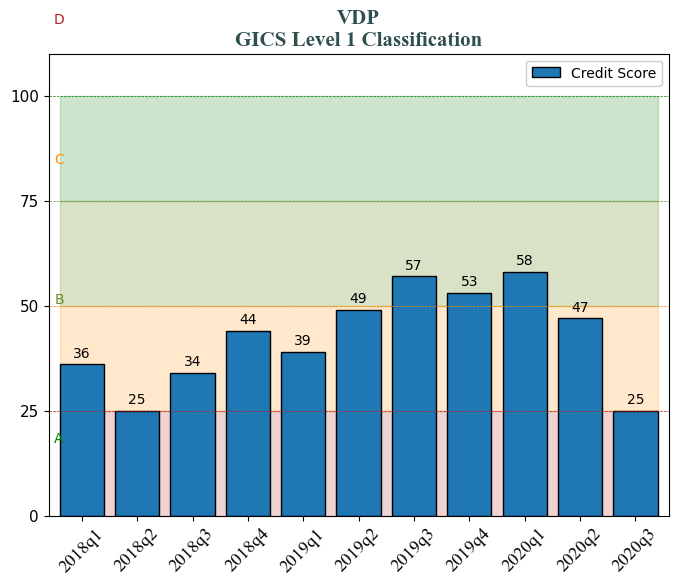 D
VDP
GICS Level 1 Classification
Credit Score
100
C
75
58
57
53
B
50
49
47
44
39
36
34
25
25
25
A
0
2018q1
2018q2
2018q3
2018q4
2019q1
2019q2
2019q3
2019q4
2020q1
2020q2
2020q3